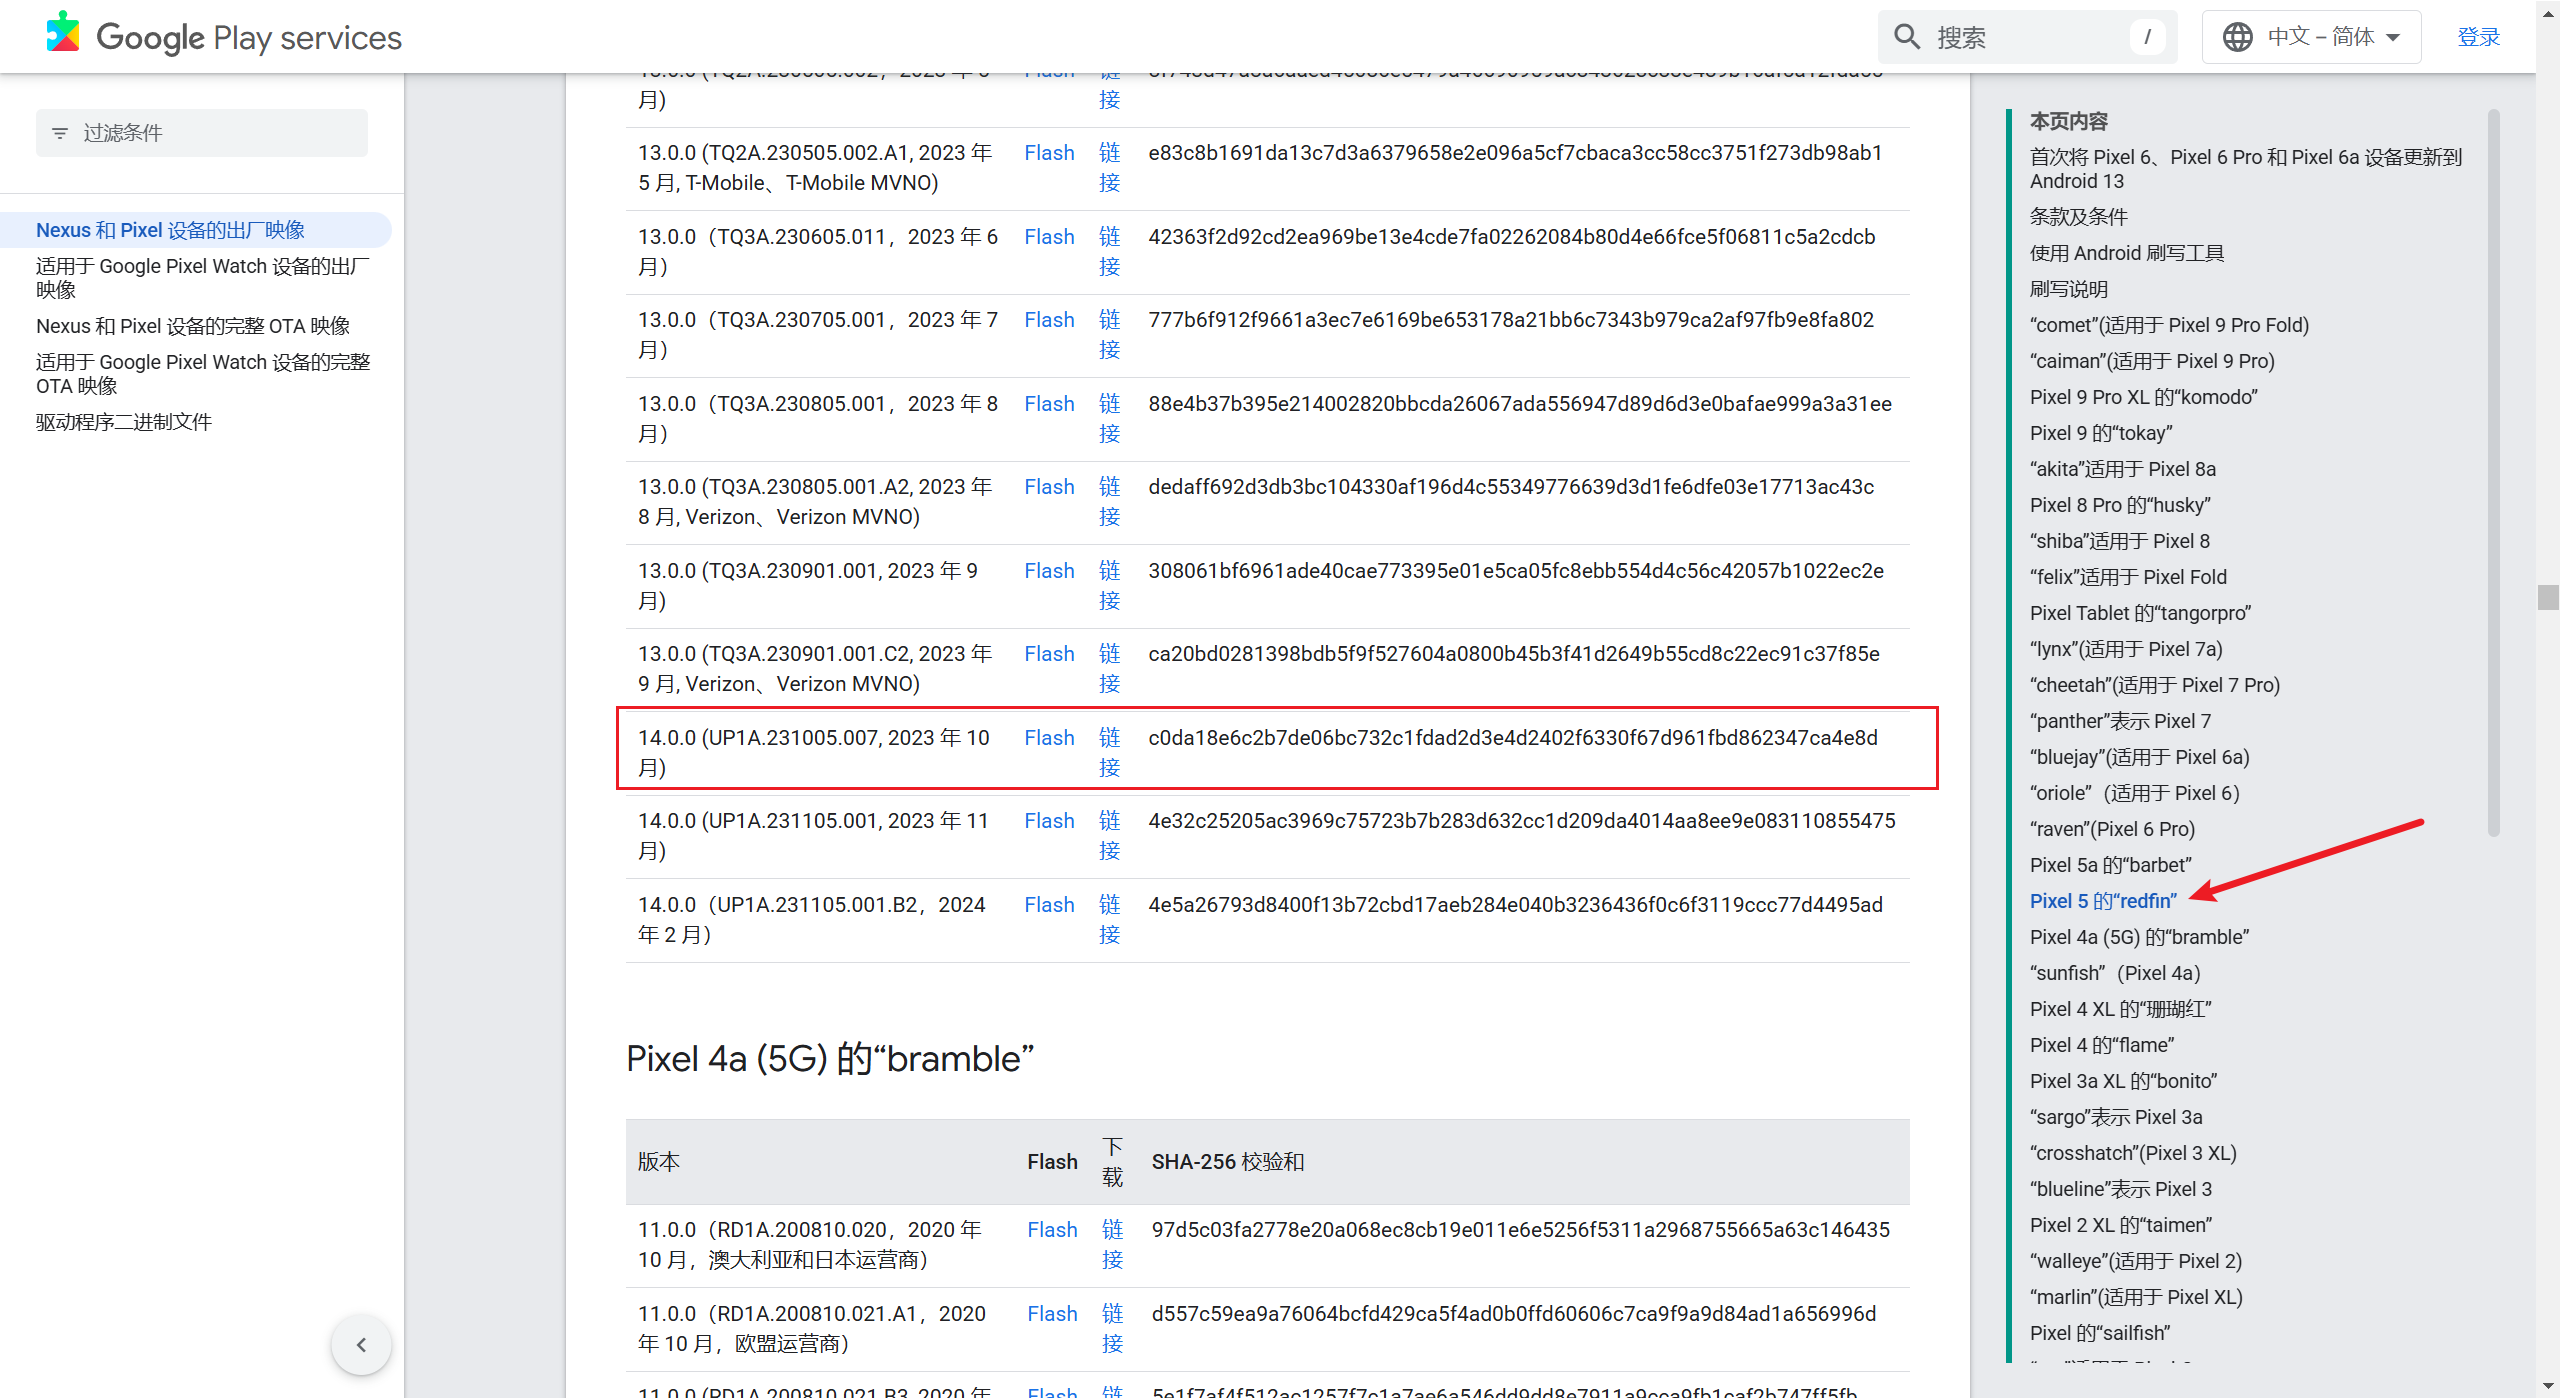 Google Play services
搜索
/
中文 – 简体
登录
过滤条件
Nexus 和 Pixel 设备的出厂映像
适用于 Google Pixel Watch 设备的出厂
映像
Nexus 和 Pixel 设备的完整 OTA 映像
适用于 Google Pixel Watch 设备的完整
OTA 映像
驱动程序二进制文件
月)
接
13.0.0 (TQ2A.230505.002.A1, 2023 年
5 月, T-Mobile、T-Mobile MVNO)
Flash
链
接
e83c8b1691da13c7d3a6379658e2e096a5cf7cbaca3cc58cc3751f273db98ab1
13.0.0（TQ3A.230605.011，2023 年 6
月）
Flash
链
接
42363f2d92cd2ea969be13e4cde7fa02262084b80d4e66fce5f06811c5a2cdcb
13.0.0（TQ3A.230705.001，2023 年 7
月）
Flash
链
接
777b6f912f9661a3ec7e6169be653178a21bb6c7343b979ca2af97fb9e8fa802
13.0.0（TQ3A.230805.001，2023 年 8
月）
Flash
链
接
88e4b37b395e214002820bbcda26067ada556947d89d6d3e0bafae999a3a31ee
13.0.0 (TQ3A.230805.001.A2, 2023 年
8 月, Verizon、Verizon MVNO)
Flash
链
接
dedaff692d3db3bc104330af196d4c55349776639d3d1fe6dfe03e17713ac43c
13.0.0 (TQ3A.230901.001, 2023 年 9
月)
Flash
链
接
308061bf6961ade40cae773395e01e5ca05fc8ebb554d4c56c42057b1022ec2e
13.0.0 (TQ3A.230901.001.C2, 2023 年
9 月, Verizon、Verizon MVNO)
Flash
链
接
ca20bd0281398bdb5f9f527604a0800b45b3f41d2649b55cd8c22ec91c37f85e
14.0.0 (UP1A.231005.007, 2023 年 10
月)
Flash
链
接
c0da18e6c2b7de06bc732c1fdad2d3e4d2402f6330f67d961fbd862347ca4e8d
14.0.0 (UP1A.231105.001, 2023 年 11
月)
Flash
链
接
4e32c25205ac3969c75723b7b283d632cc1d209da4014aa8ee9e083110855475
14.0.0（UP1A.231105.001.B2，2024
年 2 月）
Flash
链
接
4e5a26793d8400f13b72cbd17aeb284e040b3236436f0c6f3119ccc77d4495ad
Pixel 4a (5G) 的“bramble”
版本
Flash
下
载
SHA-256 校验和
11.0.0（RD1A.200810.020，2020 年
10 月，澳大利亚和日本运营商）
Flash
链
接
97d5c03fa2778e20a068ec8cb19e011e6e5256f5311a2968755665a63c146435
11.0.0（RD1A.200810.021.A1，2020
年 10 月，欧盟运营商）
Flash
链
接
d557c59ea9a76064bcfd429ca5f4ad0b0ffd60606c7ca9f9a9d84ad1a656996d
本页内容
首次将 Pixel 6、Pixel 6 Pro 和 Pixel 6a 设备更新到
Android 13
条款及条件
使用 Android 刷写工具
刷写说明
“comet”(适用于 Pixel 9 Pro Fold)
“caiman”(适用于 Pixel 9 Pro)
Pixel 9 Pro XL 的“komodo”
Pixel 9 的“tokay”
“akita”适用于 Pixel 8a
Pixel 8 Pro 的“husky”
“shiba”适用于 Pixel 8
“felix”适用于 Pixel Fold
Pixel Tablet 的“tangorpro”
“lynx”(适用于 Pixel 7a)
“cheetah”(适用于 Pixel 7 Pro)
“panther”表示 Pixel 7
“bluejay”(适用于 Pixel 6a)
“oriole”（适用于 Pixel 6）
“raven”(Pixel 6 Pro)
Pixel 5a 的“barbet”
Pixel 5 的“redfin”
Pixel 4a (5G) 的“bramble”
“sunfish”（Pixel 4a）
Pixel 4 XL 的“珊瑚红”
Pixel 4 的“flame”
Pixel 3a XL 的“bonito”
“sargo”表示 Pixel 3a
“crosshatch”(Pixel 3 XL)
“blueline”表示 Pixel 3
Pixel 2 XL 的“taimen”
“walleye”(适用于 Pixel 2)
“marlin”(适用于 Pixel XL)
Pixel 的“sailfish”